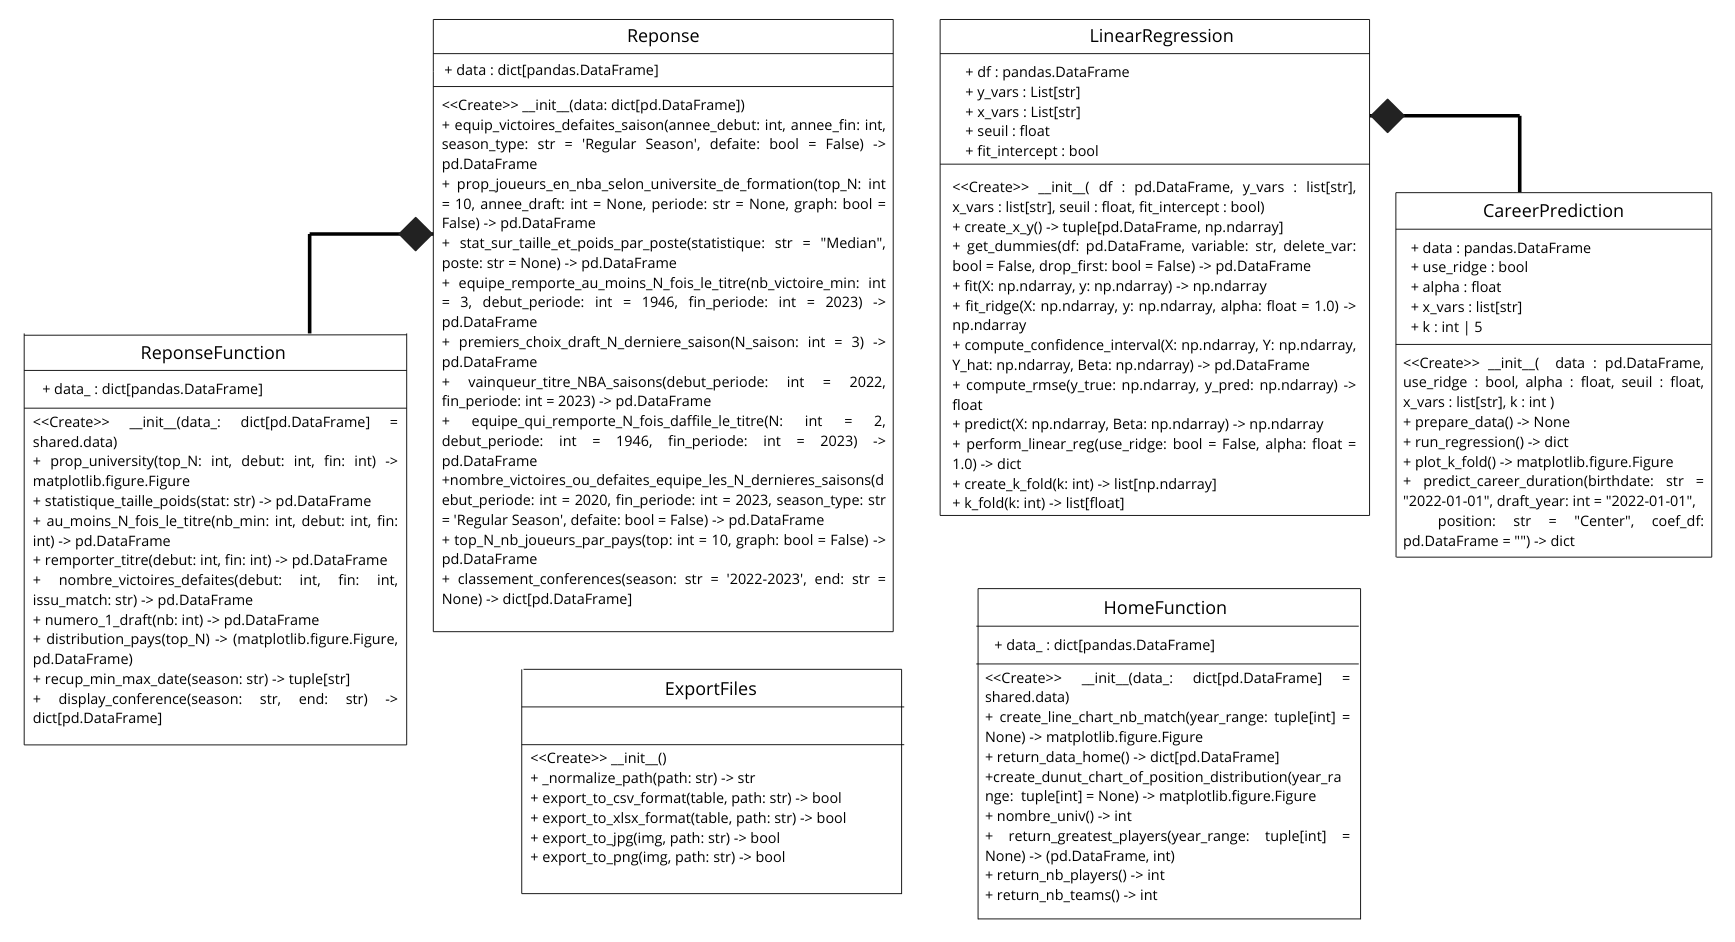 Reponse
+ data : dict[pandas.DataFrame]
<<Create>> __init__(data: dict[pd.DataFrame])
+ equip_victoires_defaites_saison(annee_debut: int, annee_fin: int,
season_type: str = 'Regular Season', defaite: bool = False) ->
pd.DataFrame
+ prop_joueurs_en_nba_selon_universite_de_formation(top_N: int
= 10, annee_draft: int = None, periode: str = None, graph: bool =
False) -> pd.DataFrame
+ stat_sur_taille_et_poids_par_poste(statistique: str = "Median",
poste: str = None) -> pd.DataFrame
+ equipe_remporte_au_moins_N_fois_le_titre(nb_victoire_min: int
= 3, debut_periode: int = 1946, fin_periode: int = 2023) ->
pd.DataFrame
+ premiers_choix_draft_N_derniere_saison(N_saison: int = 3) ->
pd.DataFrame
+ vainqueur_titre_NBA_saisons(debut_periode: int = 2022,
fin_periode: int = 2023) -> pd.DataFrame
+ equipe_qui_remporte_N_fois_daffile_le_titre(N: int = 2,
debut_periode: int = 1946, fin_periode: int = 2023) ->
pd.DataFrame
+nombre_victoires_ou_defaites_equipe_les_N_dernieres_saisons(d
ebut_periode: int = 2020, fin_periode: int = 2023, season_type: str
= 'Regular Season', defaite: bool = False) -> pd.DataFrame
+ top_N_nb_joueurs_par_pays(top: int = 10, graph: bool = False) ->
pd.DataFrame
+ classement_conferences(season: str = '2022-2023', end: str =
None) -> dict[pd.DataFrame]
LinearRegression
+ df : pandas.DataFrame
+ y_vars : List[str]
+ x_vars : List[str]
+ seuil : float
+ fit_intercept : bool
<<Create>> __init__( df : pd.DataFrame, y_vars : list[str],
x_vars : list[str], seuil : float, fit_intercept : bool)
+ create_x_y() -> tuple[pd.DataFrame, np.ndarray]
+ get_dummies(df: pd.DataFrame, variable: str, delete_var:
bool = False, drop_first: bool = False) -> pd.DataFrame
+ fit(X: np.ndarray, y: np.ndarray) -> np.ndarray
+ fit_ridge(X: np.ndarray, y: np.ndarray, alpha: float = 1.0) ->
np.ndarray
+ compute_confidence_interval(X: np.ndarray, Y: np.ndarray,
Y_hat: np.ndarray, Beta: np.ndarray) -> pd.DataFrame
+ compute_rmse(y_true: np.ndarray, y_pred: np.ndarray) ->
float
+ predict(X: np.ndarray, Beta: np.ndarray) -> np.ndarray
+ perform_linear_reg(use_ridge: bool = False, alpha: float =
1.0) -> dict
+ create_k_fold(k: int) -> list[np.ndarray]
+ k_fold(k: int) -> list[float]
CareerPrediction
+ data : pandas.DataFrame
+ use_ridge : bool
+ alpha : float
+ x_vars : list[str]
+ k : int | 5
<<Create>> __init__( data : pd.DataFrame,
use_ridge : bool, alpha : float, seuil : float,
x_vars : list[str], k : int )
+ prepare_data() -> None
+ run_regression() -> dict
+ plot_k_fold() -> matplotlib.figure.Figure
+ predict_career_duration(birthdate: str =
"2022-01-01", draft_year: int = "2022-01-01",
position: str = "Center", coef_df:
pd.DataFrame = "") -> dict
ReponseFunction
+ data_ : dict[pandas.DataFrame]
<<Create>> __init__(data_: dict[pd.DataFrame] =
shared.data)
+ prop_university(top_N: int, debut: int, fin: int) ->
matplotlib.figure.Figure
+ statistique_taille_poids(stat: str) -> pd.DataFrame
+ au_moins_N_fois_le_titre(nb_min: int, debut: int, fin:
int) -> pd.DataFrame
+ remporter_titre(debut: int, fin: int) -> pd.DataFrame
+ nombre_victoires_defaites(debut: int, fin: int,
issu_match: str) -> pd.DataFrame
+ numero_1_draft(nb: int) -> pd.DataFrame
+ distribution_pays(top_N) -> (matplotlib.figure.Figure,
pd.DataFrame)
+ recup_min_max_date(season: str) -> tuple[str]
+ display_conference(season: str, end: str) ->
dict[pd.DataFrame]
ExportFiles
<<Create>> __init__()
+ _normalize_path(path: str) -> str
+ export_to_csv_format(table, path: str) -> bool
+ export_to_xlsx_format(table, path: str) -> bool
+ export_to_jpg(img, path: str) -> bool
+ export_to_png(img, path: str) -> bool
HomeFunction
+ data_ : dict[pandas.DataFrame]
<<Create>> __init__(data_: dict[pd.DataFrame] =
shared.data)
+ create_line_chart_nb_match(year_range: tuple[int] =
None) -> matplotlib.figure.Figure
+ return_data_home() -> dict[pd.DataFrame]
+create_dunut_chart_of_position_distribution(year_ra
nge: tuple[int] = None) -> matplotlib.figure.Figure
+ nombre_univ() -> int
+ return_greatest_players(year_range: tuple[int] =
None) -> (pd.DataFrame, int)
+ return_nb_players() -> int
+ return_nb_teams() -> int